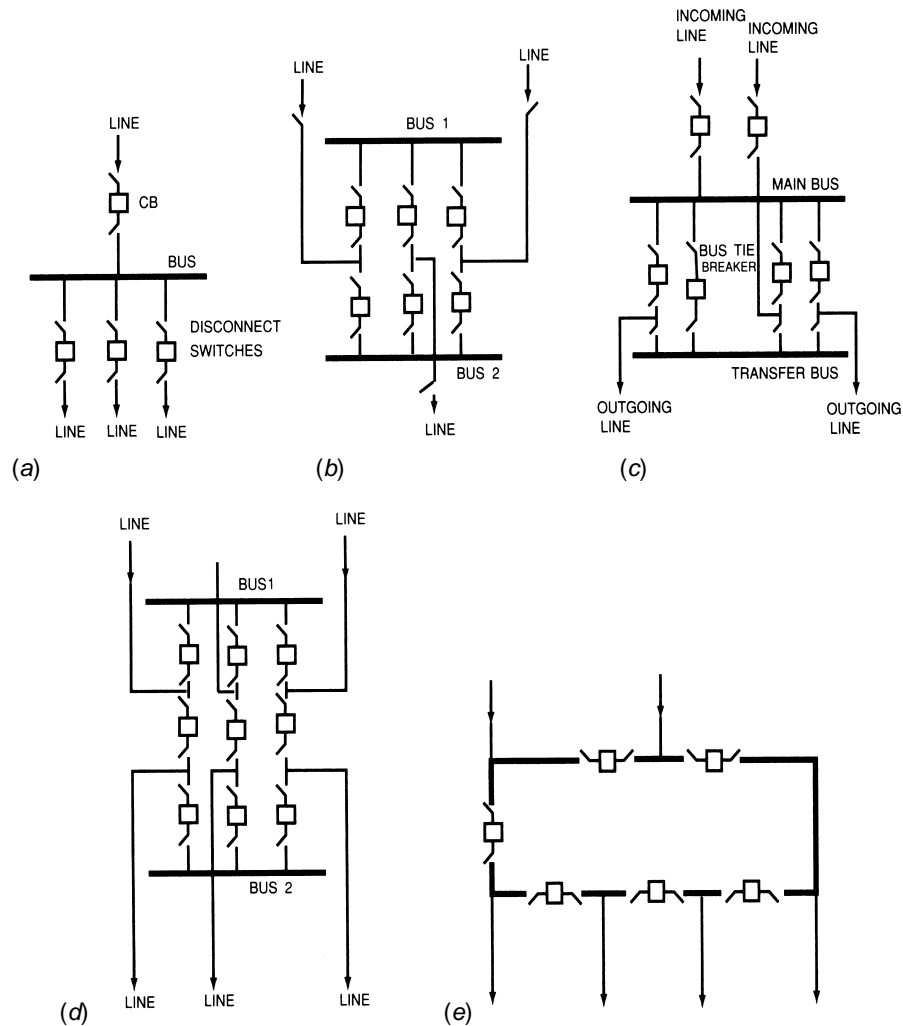 LINE
CB
BUS
DISCONNECT
SWITCHES
LINE LINE LINE
(a)
LINE
LINE
BUS 1
BUS 2
LINE
(b)
INCOMING
LINE
INCOMING
LINE
MAIN BUS
BUS TIE
BREAKER
TRANSFER BUS
OUTGOING
LINE
OUTGOING
LINE
(c)
LINE
LINE
BUS1
BUS 2
LINE LINE LINE
(d)
(e)